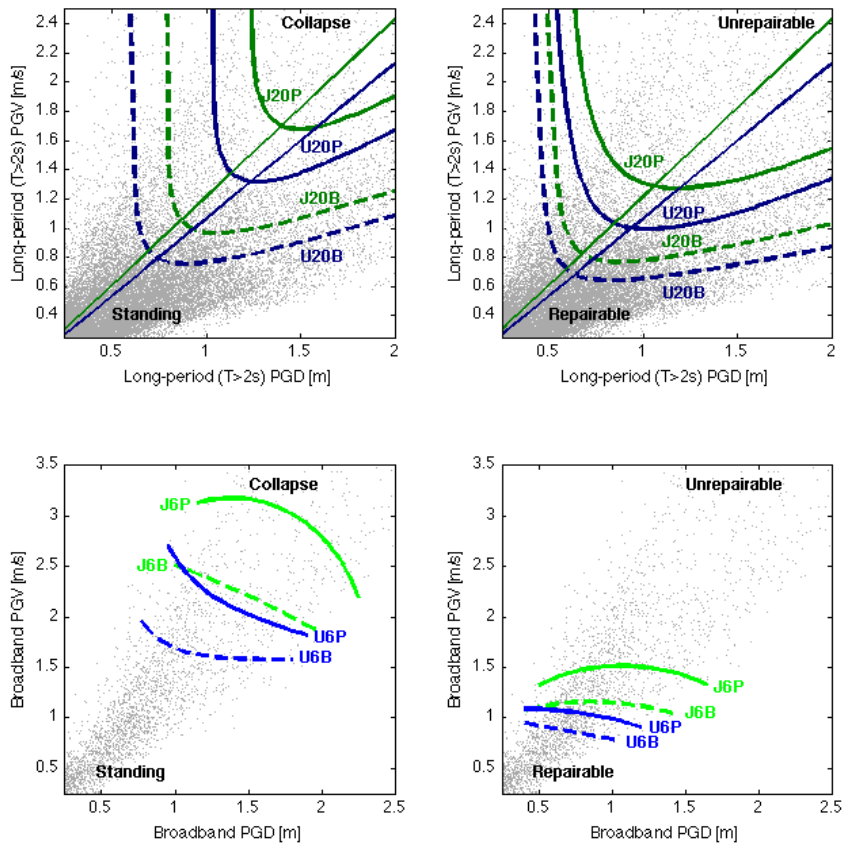 2.4
2.2
2
1.8
1.6
1.4
1.2
1
0.8
0.6
0.4
Long-period (T>2s) PGV [m/s]
Collapse
J20P
U20P
J20B
U20B
Standing
0.5
1
1.5
2
Long-period (T>2s) PGD [m]
2.4
2.2
2
1.8
1.6
1.4
1.2
1
0.8
0.6
0.4
Long-period (T>2s) PGV [m/s]
Unrepairable
J20P
U20P
J20B
U20B
Repairable
0.5
1
1.5
2
Long-period (T>2s) PGD [m]
3.5
3
2.5
2
1.5
1
0.5
Broadband PGV [m/s]
Collapse
J6P
J6B
U6P
U6B
Standing
0.5
1
1.5
2
2.5
Broadband PGD [m]
3.5
3
2.5
2
1.5
1
0.5
Broadband PGV [m/s]
Unrepairable
J6P
J6B
U6P
U6B
Repairable
0.5
1
1.5
2
2.5
Broadband PGD [m]